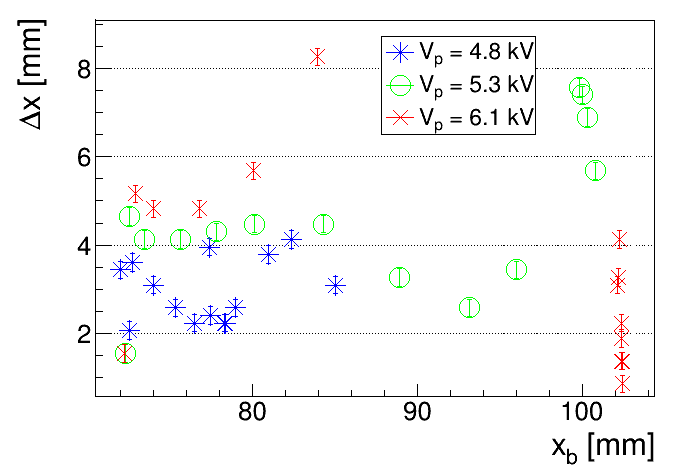 Δx [mm]
8
6
4
2
V_p = 4.8 kV
V_p = 5.3 kV
V_p = 6.1 kV
80 90 100
x_b [mm]